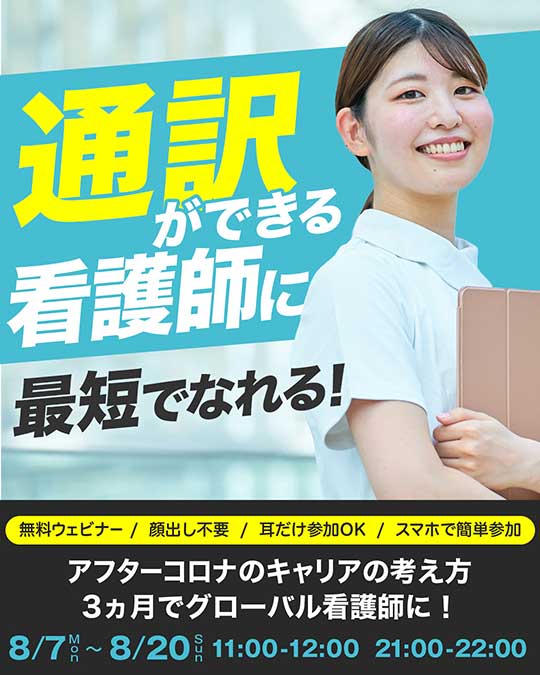 通訳
ができる
看護師に
最短でなれる!
無料ウェビナー / 顔出し不要 / 耳だけ参加OK / スマホで簡単参加
アフターコロナのキャリアの考え方
3ヵ月でグローバル看護師に！
8/7 Mon ～ 8/20 Sun 11:00-12:00 21:00-22:00